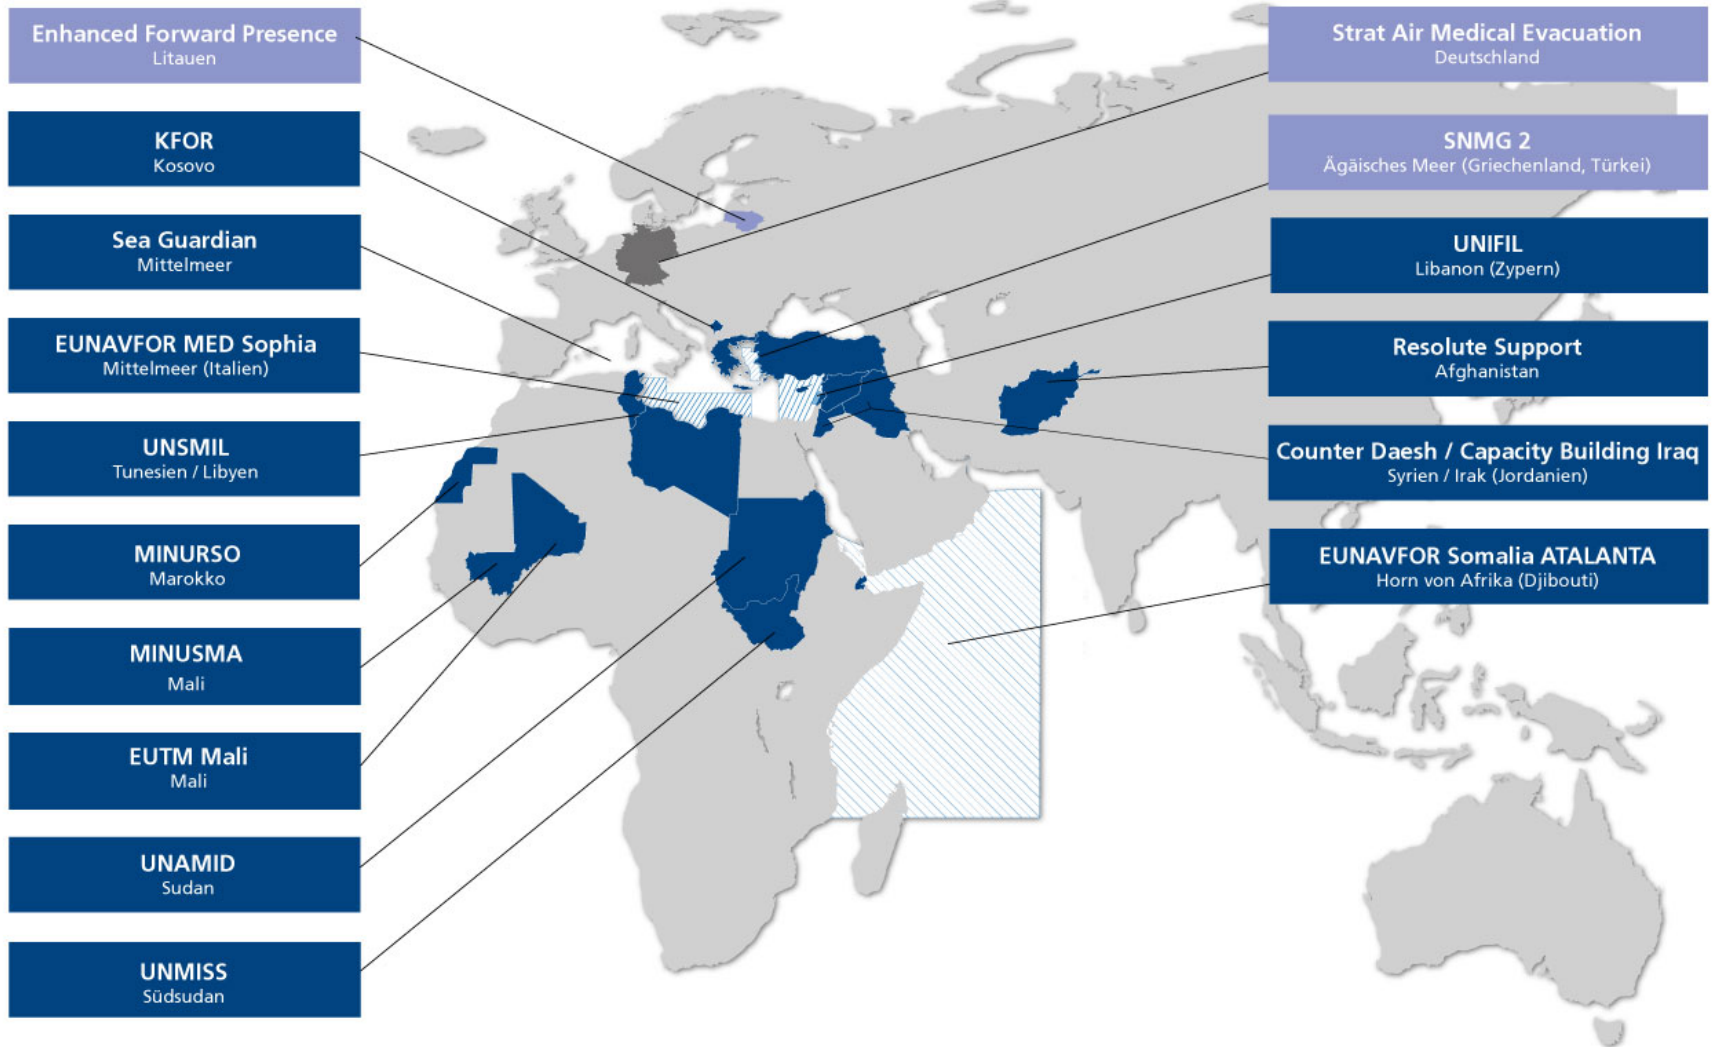 Enhanced Forward Presence
Litauen
KFOR
Kosovo
Sea Guardian
Mittelmeer
EUNAVFOR MED Sophia
Mittelmeer (Italien)
UNSMIL
Tunesien / Libyen
MINURSO
Marokko
MINUSMA
Mali
EUTM Mali
Mali
UNAMID
Sudan
UNMISS
Südsudan
Strat Air Medical Evacuation
Deutschland
SNMG 2
Ägäisches Meer (Griechenland, Türkei)
UNIFIL
Libanon (Zypern)
Resolute Support
Afghanistan
Counter Daesh / Capacity Building Iraq
Syrien / Irak (Jordanien)
EUNAVFOR Somalia ATALANTA
Horn von Afrika (Djibouti)